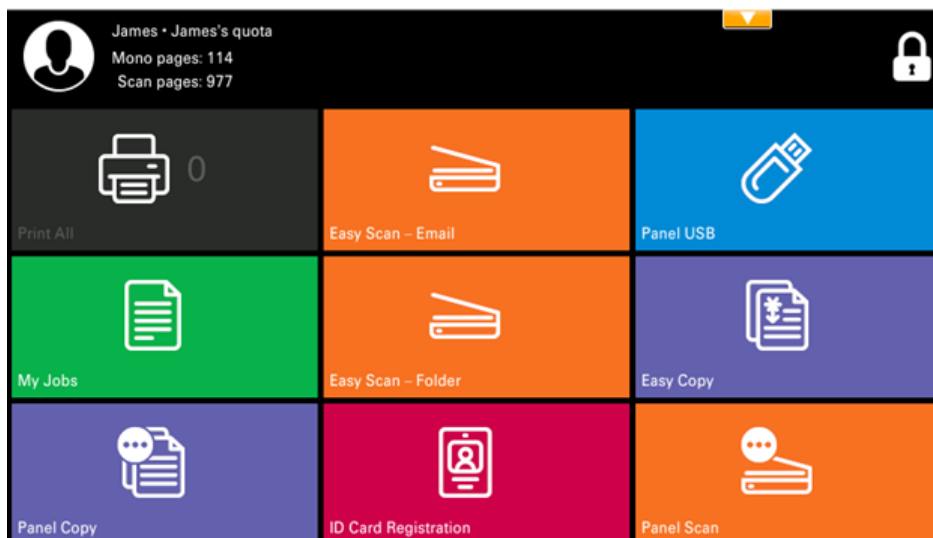 James • James's quota
Mono pages: 114
Scan pages: 977
0
Print All
Easy Scan – Email
Panel USB
My Jobs
Easy Scan – Folder
Easy Copy
Panel Copy
ID Card Registration
Panel Scan